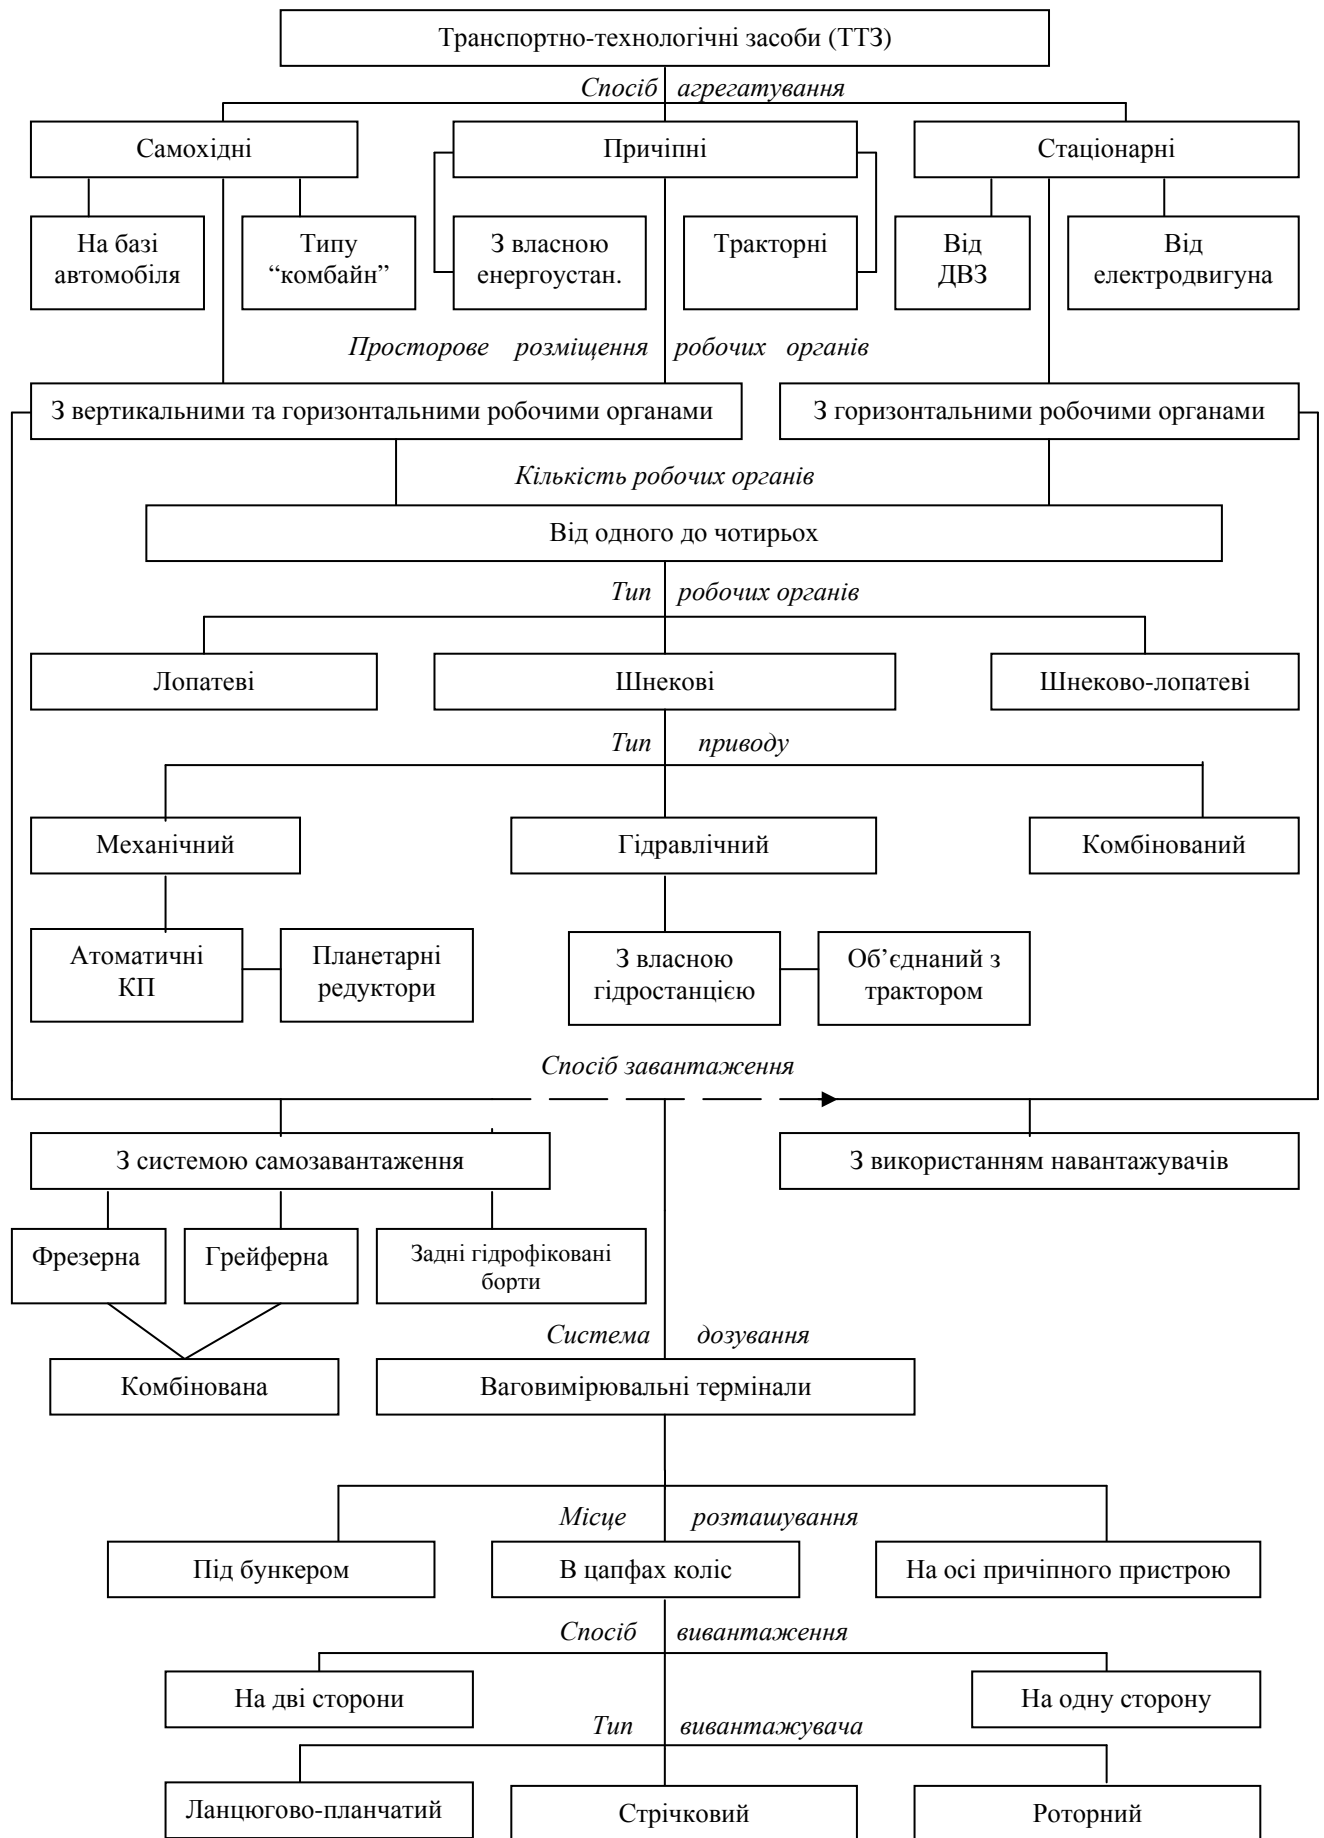 Транспортно-технологічні засоби (ТТЗ)
Спосіб агрегатування
Самохідні
Причіпні
Стаціонарні
На базі
автомобіля
Типу
“комбайн”
З власною
енергоустан.
Тракторні
Від
ДВЗ
Від
електродвигуна
Просторове розміщення робочих органів
З вертикальними та горизонтальними робочими органами
З горизонтальними робочими органами
Кількість робочих органів
Від одного до чотирьох
Тип робочих органів
Лопатеві
Шнекові
Шнеково-лопатеві
Тип приводу
Механічний
Гідравлічний
Комбінований
Атоматичні
КП
Планетарні
редуктори
З власною
гідростанцією
Об’єднаний з
трактором
Спосіб завантаження
З системою самозавантаження
З використанням навантажувачів
Фрезерна
Грейферна
Задні гідрофіковані
борти
Система дозування
Комбінована
Ваговимірювальні термінали
Місце розташування
Під бункером
В цапфах коліс
На осі причіпного пристрою
Спосіб вивантаження
На дві сторони
На одну сторону
Тип вивантажувача
Ланцюгово-планчатий
Стрічковий
Роторний